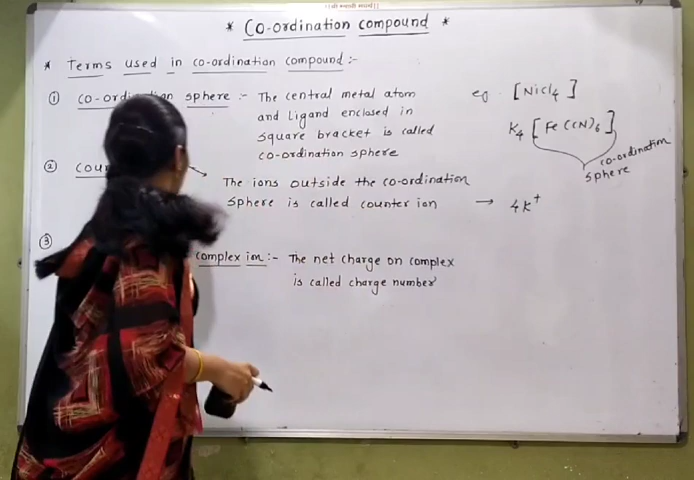 * Co-ordination compound *
* Terms used in co-ordination compound :-
① co-ordination sphere :- The central metal atom
and Ligand enclosed in
square bracket is called
co-ordination sphere
eg. [Nicl4]
K4 [Fe(CN)6]
co-ordination
sphere
②
The ions outside the co-ordination
sphere is called counter ion → 4K+
③
complex ion :- The net charge on complex
is called charge number